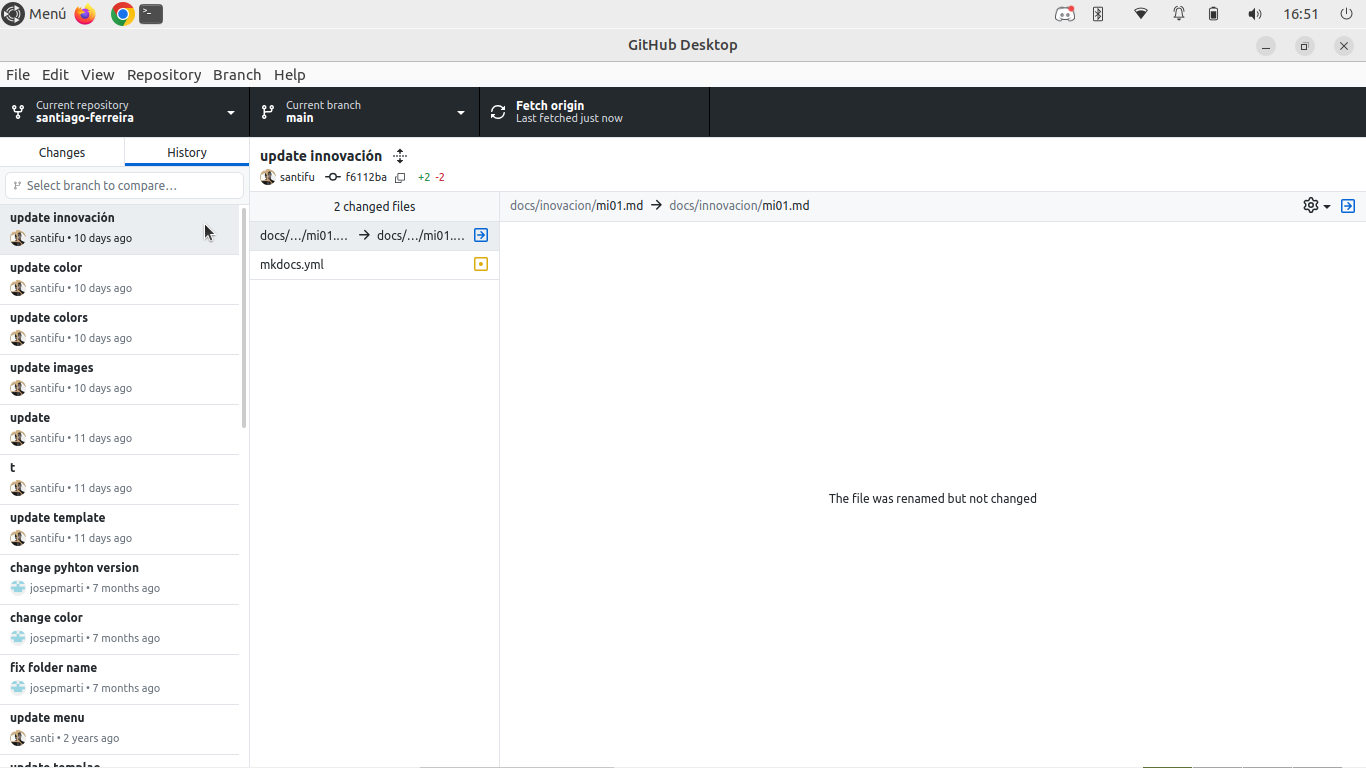 Menú 16:51
GitHub Desktop
File Edit View Repository Branch Help
Current repository
santiago-ferreira
Current branch
main
Fetch origin
Last fetched just now
Changes History
Select branch to compare…
update innovación
santifu • 10 days ago
update color
santifu • 10 days ago
update colors
santifu • 10 days ago
update images
santifu • 10 days ago
update
santifu • 11 days ago
t
santifu • 11 days ago
update template
santifu • 11 days ago
change pyhton version
josepmarti • 7 months ago
change color
josepmarti • 7 months ago
fix folder name
josepmarti • 7 months ago
update menu
santi • 2 years ago
update templae
update innovación
santifu f6112ba +2 -2
2 changed files
docs/…/mi01.… → docs/…/mi01.…
mkdocs.yml
docs/inovacion/mi01.md → docs/innovacion/mi01.md
The file was renamed but not changed